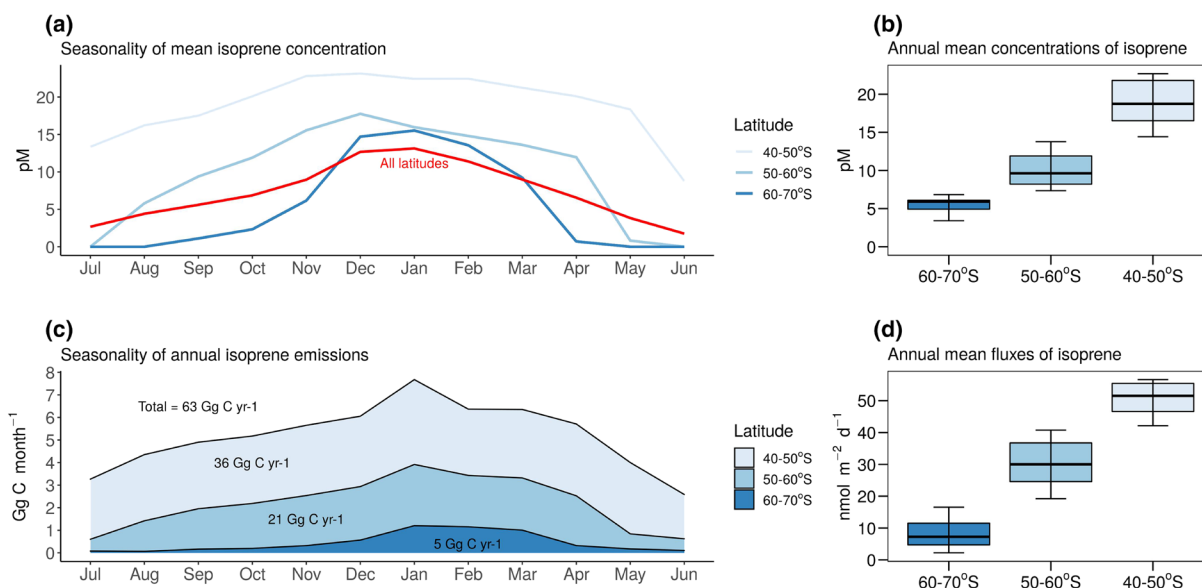 (a)
Seasonality of mean isoprene concentration
20
15
10
5
0
pM
All latitudes
Jul Aug Sep Oct Nov Dec Jan Feb Mar Apr May Jun
Latitude
40-50°S
50-60°S
60-70°S
(b)
Annual mean concentrations of isoprene
20
15
10
5
0
pM
60-70°S 50-60°S 40-50°S
(c)
Seasonality of annual isoprene emissions
8
7
6
5
4
3
2
1
0
Gg C month⁻¹
Total = 63 Gg C yr-1
36 Gg C yr-1
21 Gg C yr-1
5 Gg C yr-1
Jul Aug Sep Oct Nov Dec Jan Feb Mar Apr May Jun
Latitude
40-50°S
50-60°S
60-70°S
(d)
Annual mean fluxes of isoprene
50
40
30
20
10
0
nmol m⁻² d⁻¹
60-70°S 50-60°S 40-50°S